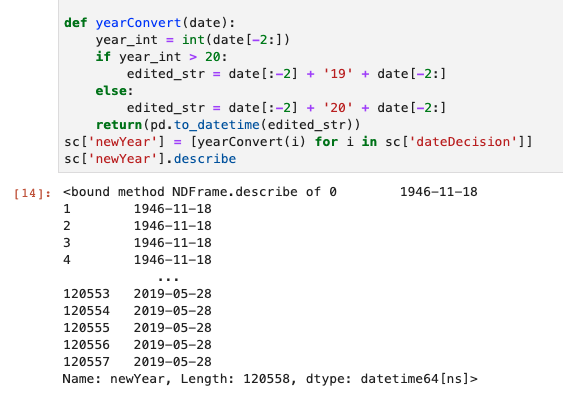 def yearConvert(date):
    year_int = int(date[-2:])
    if year_int > 20:
        edited_str = date[:-2] + '19' + date[-2:]
    else:
        edited_str = date[:-2] + '20' + date[-2:]
    return(pd.to_datetime(edited_str))
sc['newYear'] = [yearConvert(i) for i in sc['dateDecision']]
sc['newYear'].describe
[14]: <bound method NDFrame.describe of 0        1946-11-18
1        1946-11-18
2        1946-11-18
3        1946-11-18
4        1946-11-18
            ...
120553   2019-05-28
120554   2019-05-28
120555   2019-05-28
120556   2019-05-28
120557   2019-05-28
Name: newYear, Length: 120558, dtype: datetime64[ns]>